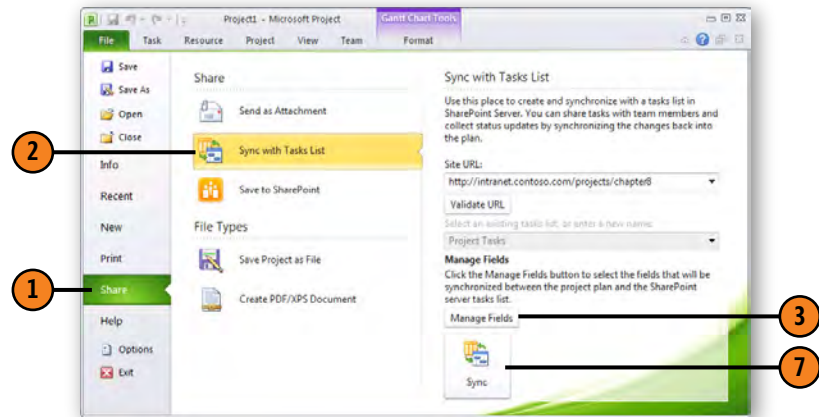 Project1 - Microsoft Project
Gantt Chart Tools
File Task Resource Project View Team Format
Save
Save As
Open
Close
Info
Recent
New
Print
Share
Help
Options
Exit
Share
Send as Attachment
Sync with Tasks List
Save to SharePoint
File Types
Save Project as File
Create PDF/XPS Document
Sync with Tasks List
Use this place to create and synchronize with a tasks list in
SharePoint Server. You can share tasks with team members and
collect status updates by synchronizing the changes back into
the plan.
Site URL:
http://intranet.contoso.com/projects/chapter8
Validate URL
Select an existing tasks list, or enter a new name:
Project Tasks
Manage Fields
Click the Manage Fields button to select the fields that will be
synchronized between the project plan and the SharePoint
server tasks list.
Manage Fields
Sync
1
2
3
7